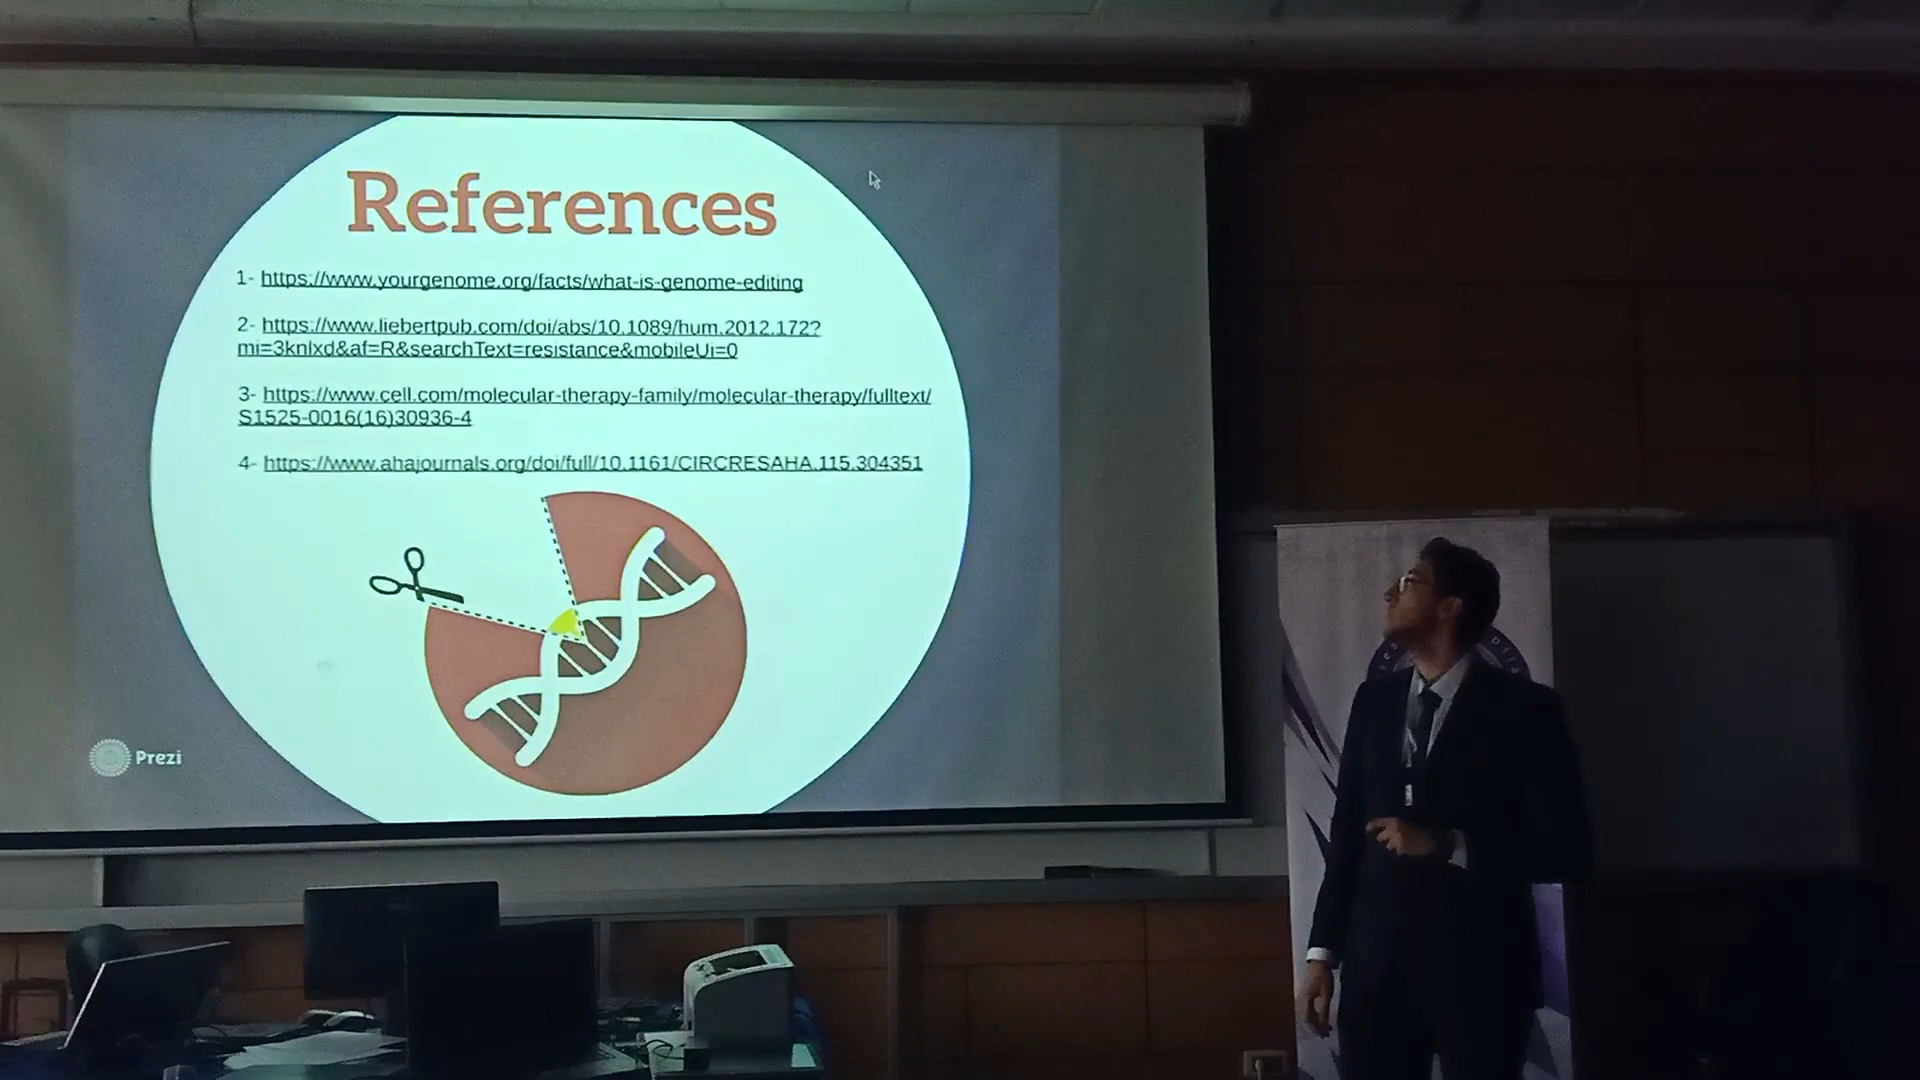 References
1- https://www.yourgenome.org/facts/what-is-genome-editing
2- https://www.liebertpub.com/doi/abs/10.1089/hum.2012.172?
mi=3knlxd&af=R&searchText=resistance&mobileUi=0
3- https://www.cell.com/molecular-therapy-family/molecular-therapy/fulltext/
S1525-0016(16)30936-4
4- https://www.ahajournals.org/doi/full/10.1161/CIRCRESAHA.115.304351
Prezi